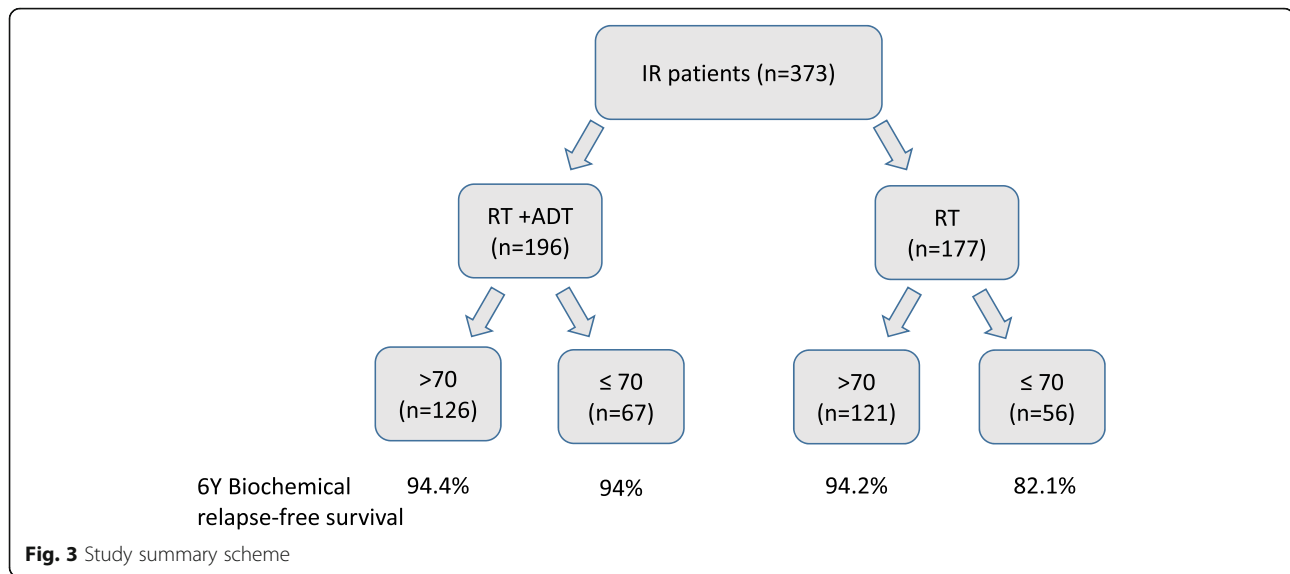 IR patients (n=373)
RT +ADT
(n=196)
RT
(n=177)
>70
(n=126)
≤ 70
(n=67)
>70
(n=121)
≤ 70
(n=56)
6Y Biochemical
relapse-free survival
94.4%
94%
94.2%
82.1%
Fig. 3 Study summary scheme